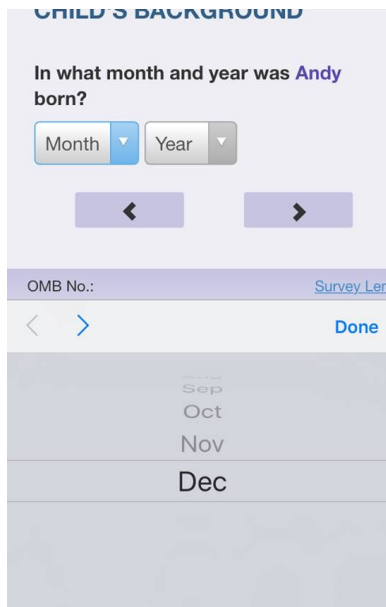 CHILD'S BACKGROUND
In what month and year was Andy
born?
Month Year
OMB No.: Survey Len
Done
Sep
Oct
Nov
Dec